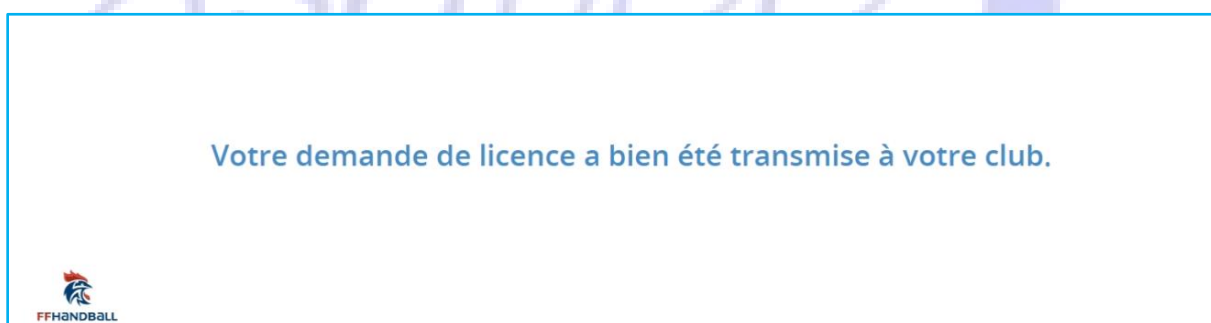 Votre demande de licence a bien été transmise à votre club.
FFHANDBALL